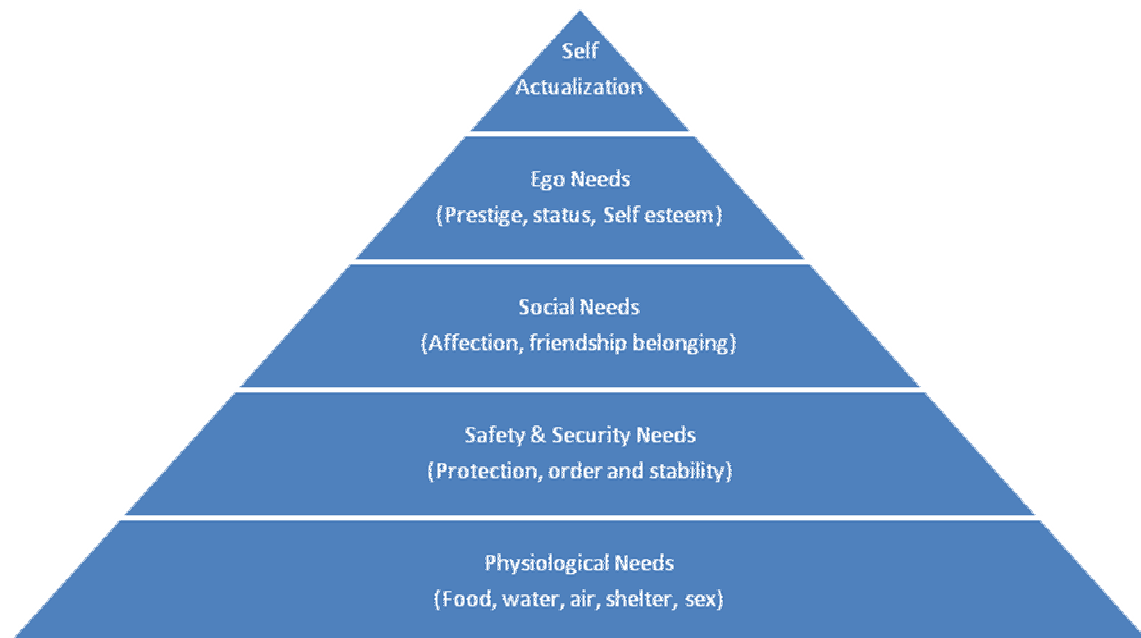 Self
Actualization
Ego Needs
(Prestige, status, Self esteem)
Social Needs
(Affection, friendship belonging)
Safety & Security Needs
(Protection, order and stability)
Physiological Needs
(Food, water, air, shelter, sex)